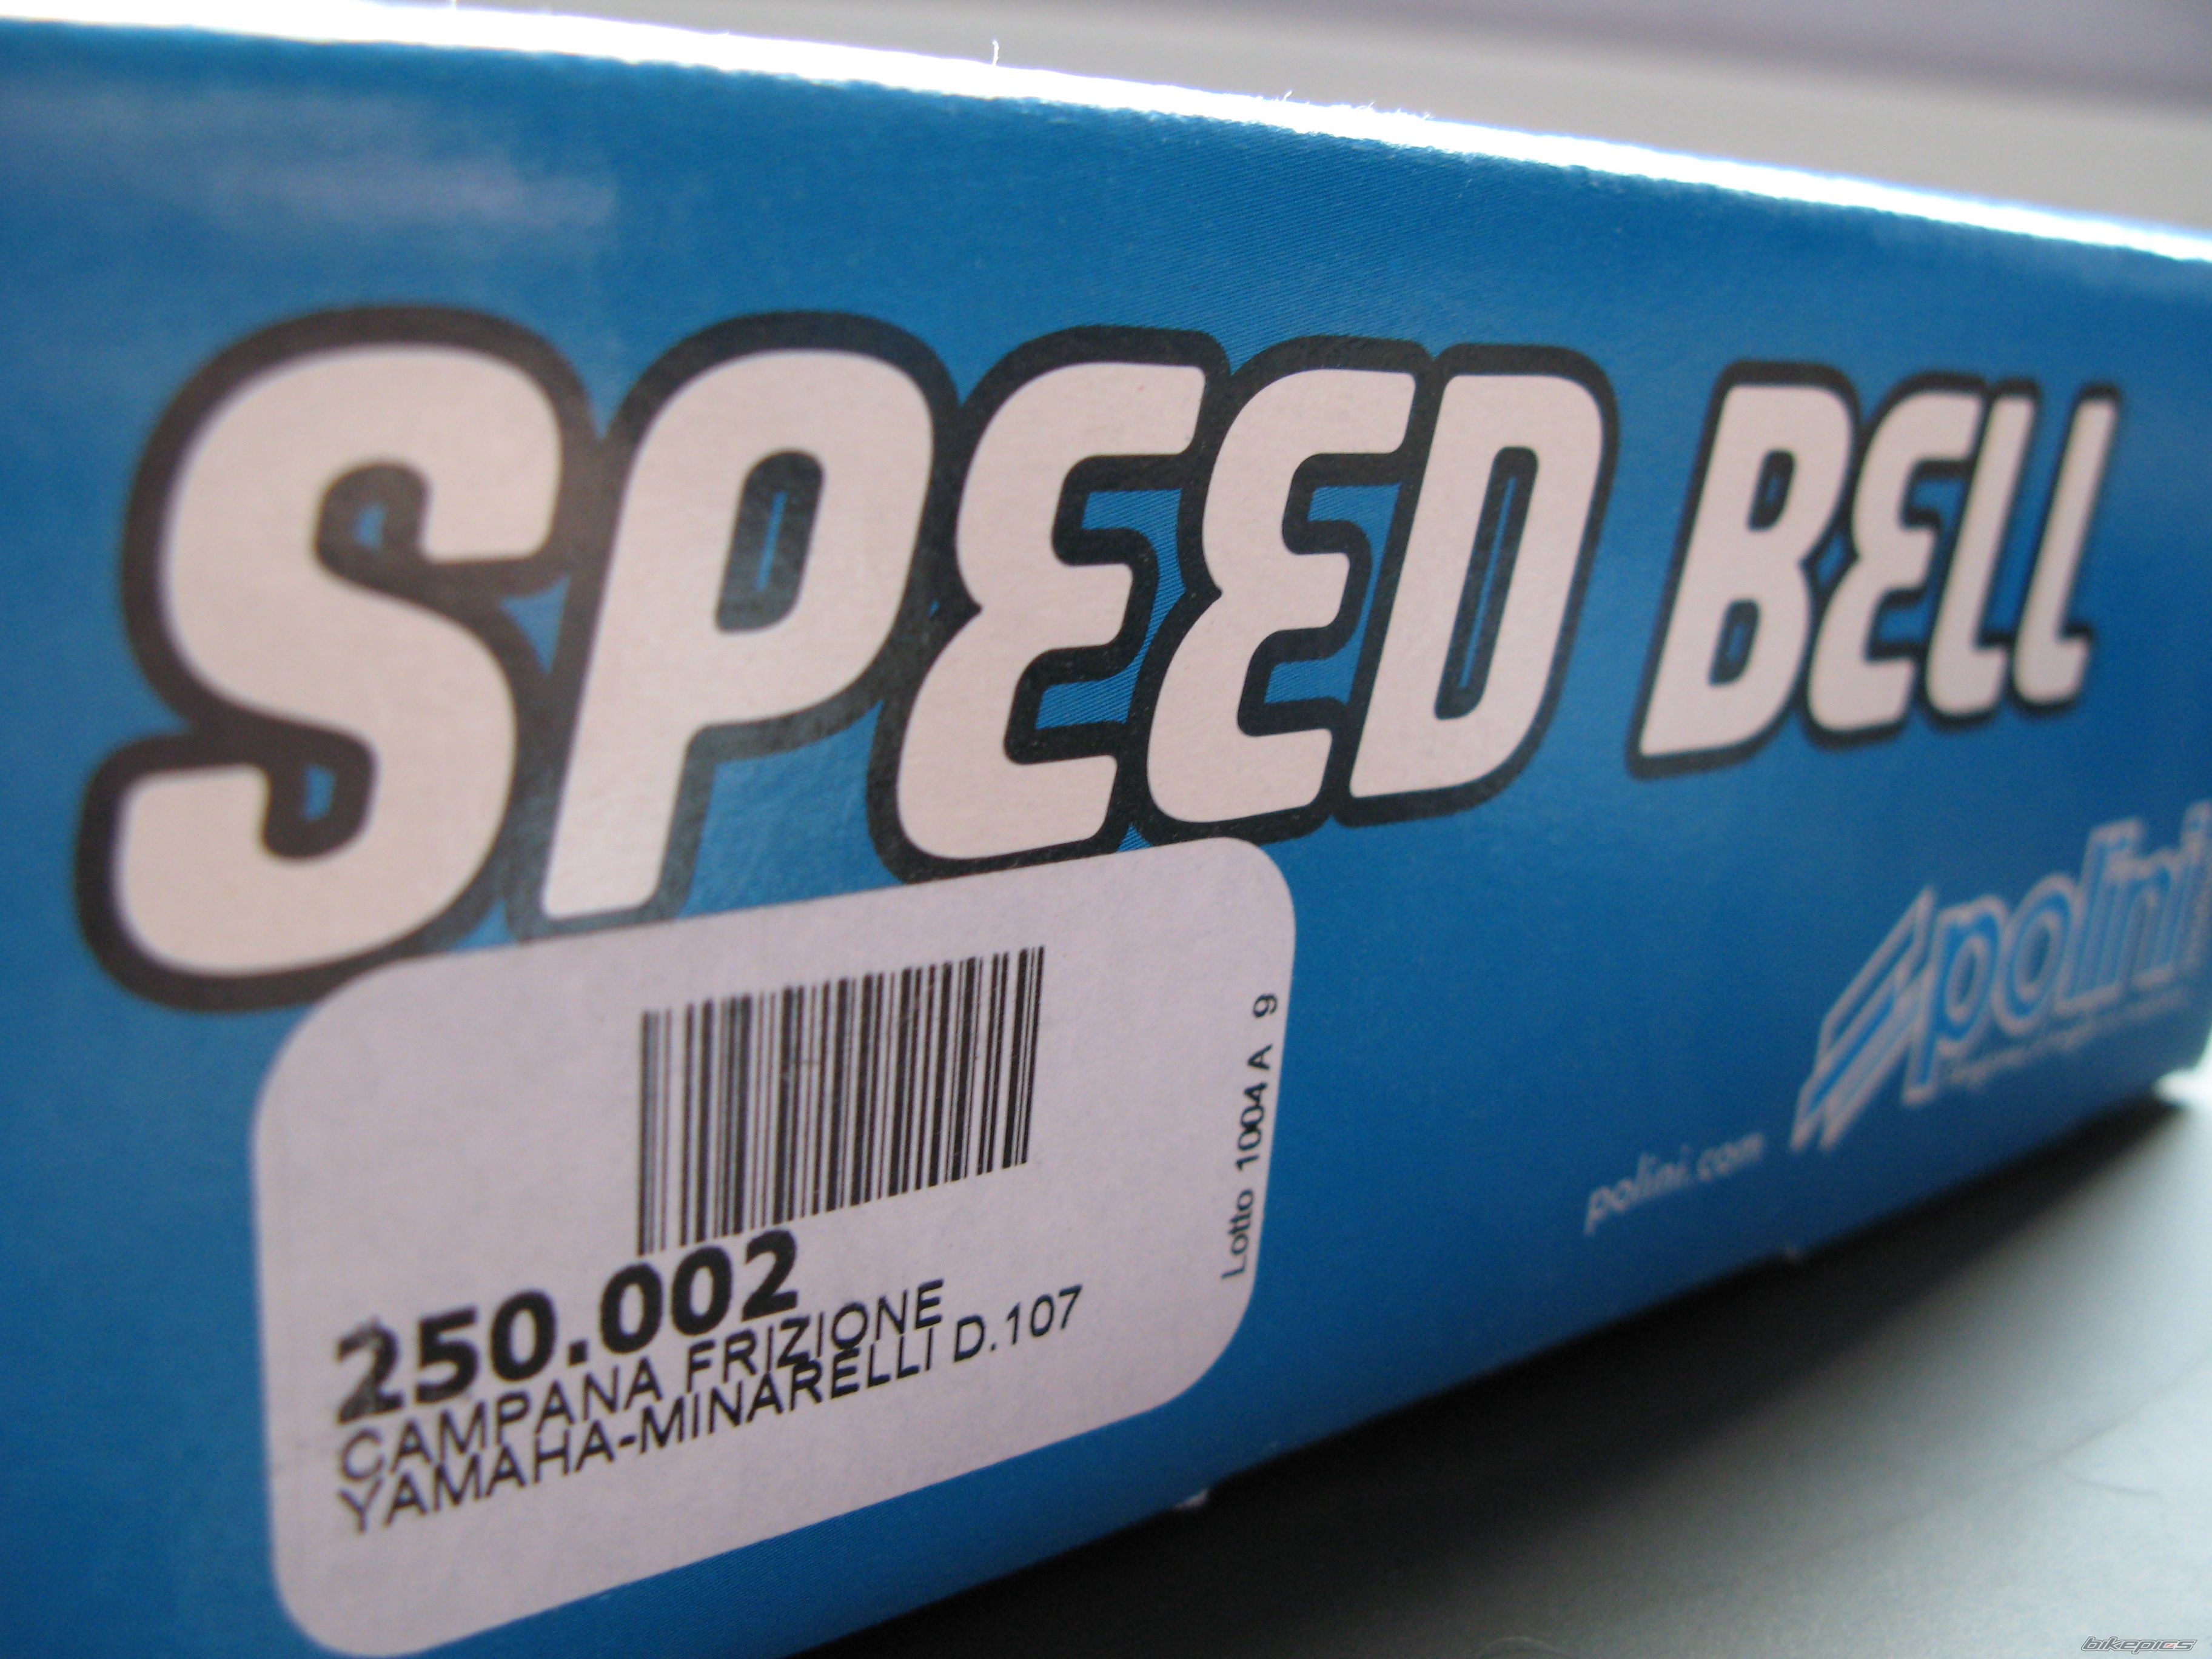 SPEED BELL
polini
polini.com
Lotto 1004 A 9
250.002
CAMPANA FRIZIONE
YAMAHA-MINARELLI D.107
bikepics